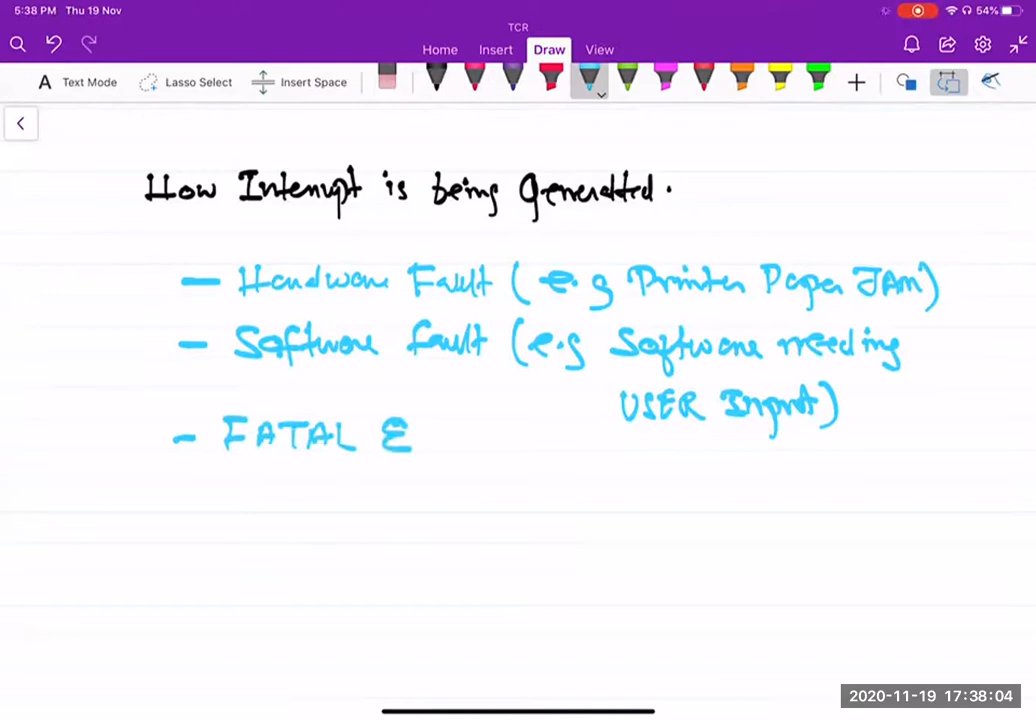 5:38 PM Thu 19 Nov
54%
TCR
Home Insert Draw View
A Text Mode Lasso Select Insert Space
How Interrupt is being Generated.
— Hardware Fault (e.g Printer Paper JAM)
— Software fault (e.g Software needing
USER Input)
- FATAL E
2020-11-19 17:38:04